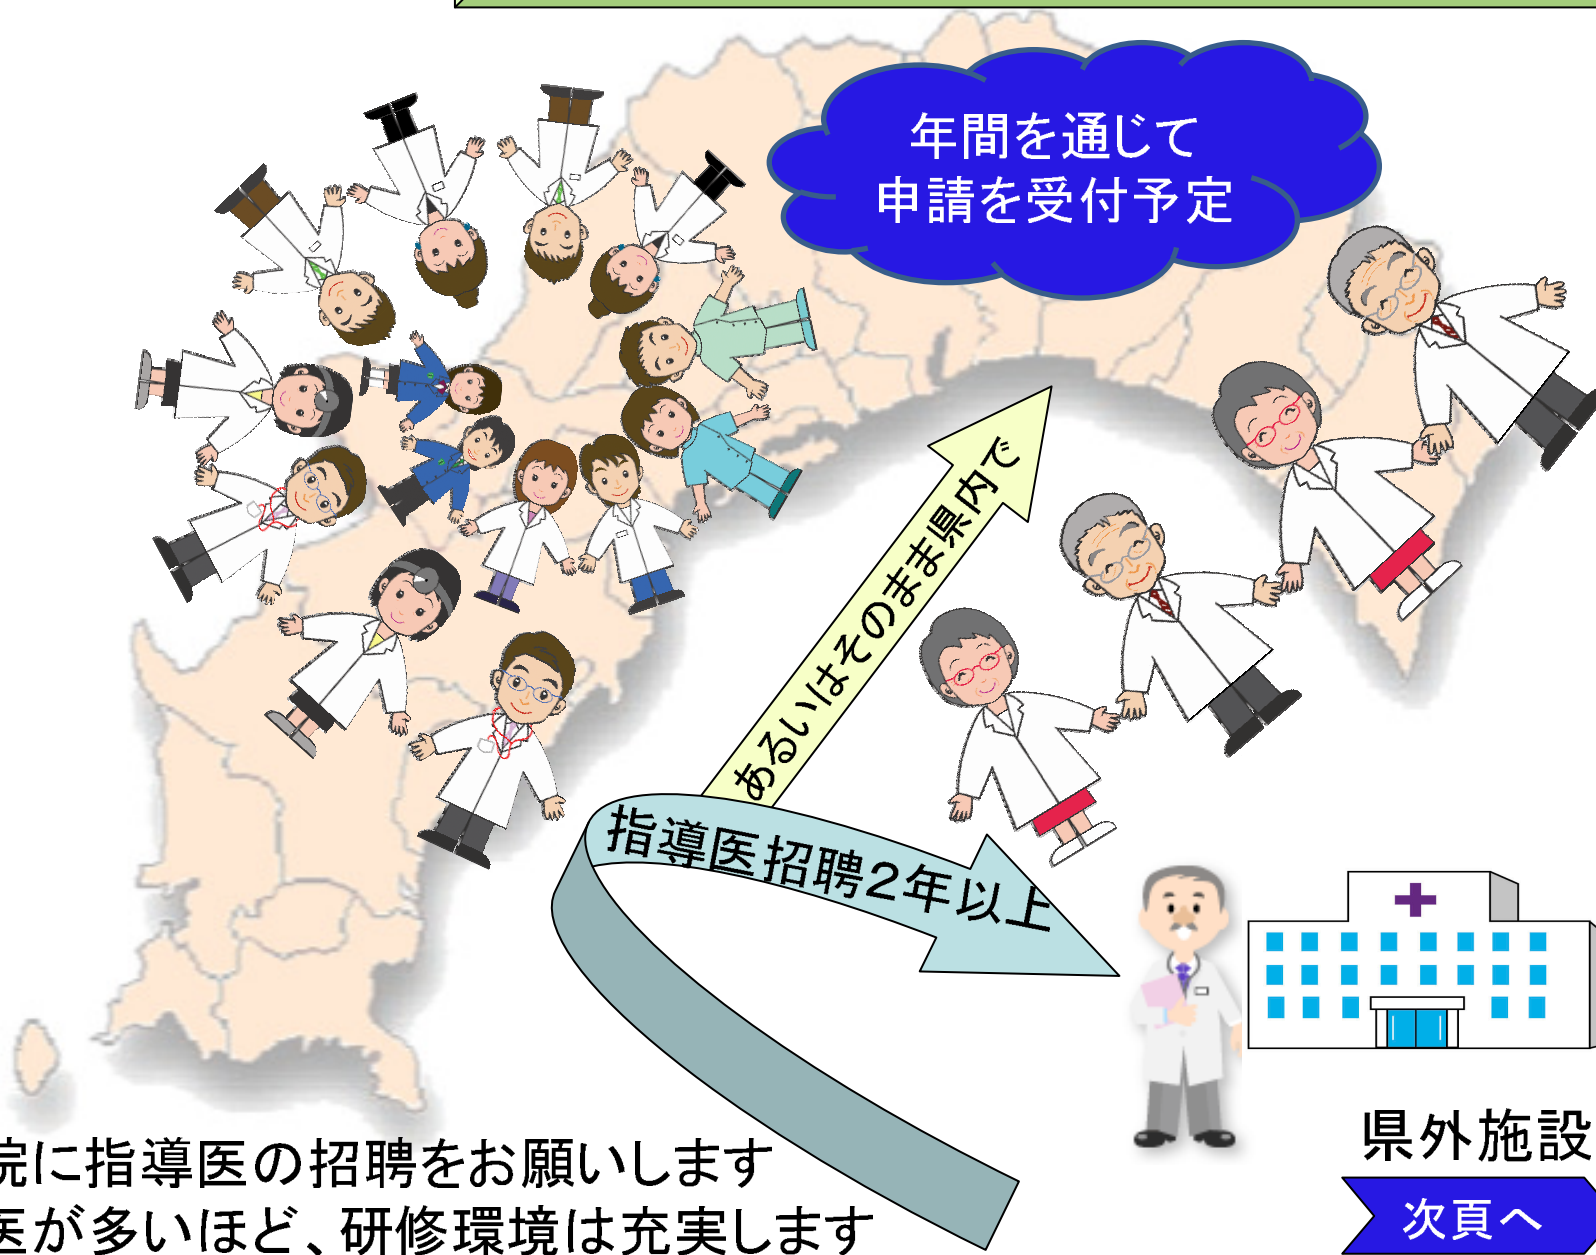 年間を通じて
申請を受付予定
あるいはそのまま県内で
指導医招聘２年以上
県外施設
院に指導医の招聘をお願いします
医が多いほど、研修環境は充実します
次頁へ